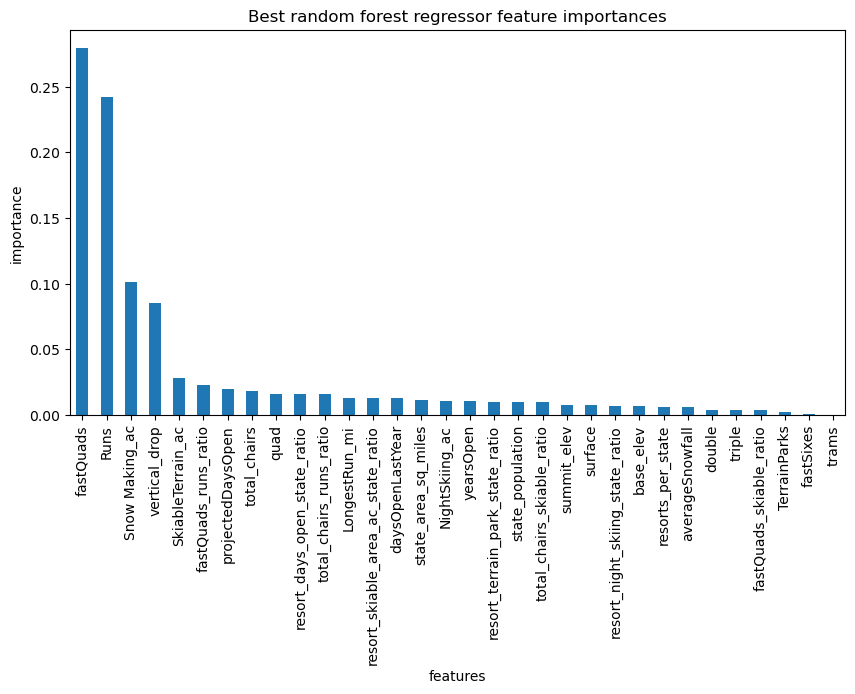 Best random forest regressor feature importances
importance
0.25
0.20
0.15
0.10
0.05
0.00
fastQuads
Runs
Snow Making_ac
vertical_drop
SkiableTerrain_ac
fastQuads_runs_ratio
projectedDaysOpen
total_chairs
quad
resort_days_open_state_ratio
total_chairs_runs_ratio
LongestRun_mi
resort_skiable_area_ac_state_ratio
daysOpenLastYear
state_area_sq_miles
NightSkiing_ac
yearsOpen
resort_terrain_park_state_ratio
state_population
total_chairs_skiable_ratio
summit_elev
surface
resort_night_skiing_state_ratio
base_elev
resorts_per_state
averageSnowfall
double
triple
fastQuads_skiable_ratio
TerrainParks
fastSixes
trams
features